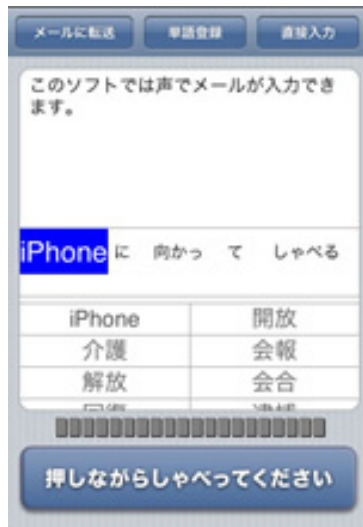 メールに転送 単語登録 直接入力
このソフトでは声でメールが入力でき
ます。
iPhone に 向かっ て しゃべる
iPhone 開放
介護 会報
解放 会合
押しながらしゃべってください